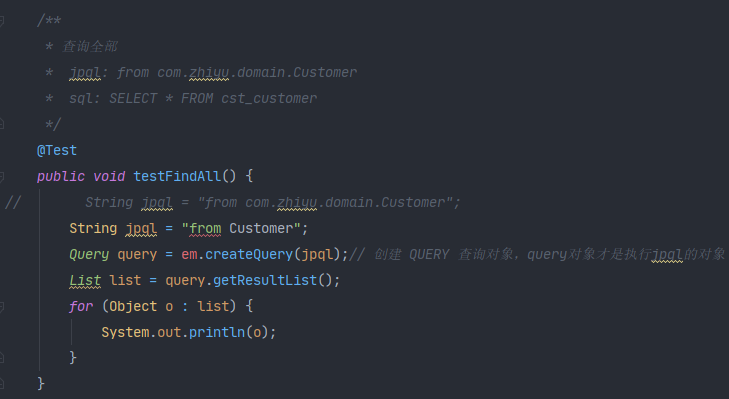 /**
 * 查询全部
 *  jpql: from com.zhiyu.domain.Customer
 *  sql: SELECT * FROM cst_customer
 */
@Test
public void testFindAll() {
//        String jpql = "from com.zhiyu.domain.Customer";
    String jpql = "from Customer";
    Query query = em.createQuery(jpql);// 创建 QUERY 查询对象，query对象才是执行jpql的对象
    List list = query.getResultList();
    for (Object o : list) {
        System.out.println(o);
    }
}